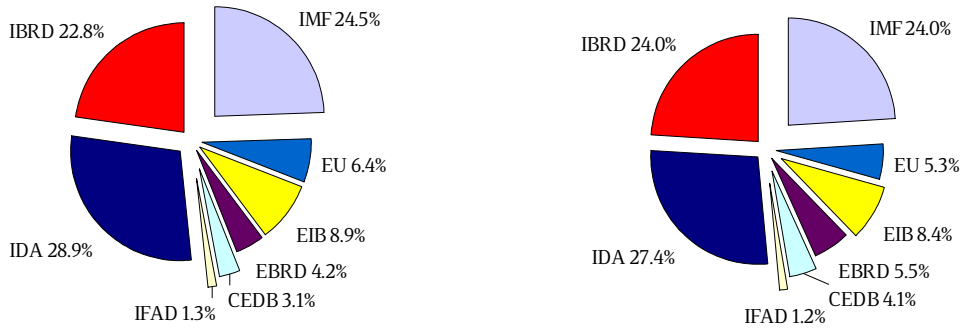 IMF 24.5%
IBRD 22.8%
EU 6.4%
EIB 8.9%
IDA 28.9%
EBRD 4.2%
CEDB 3.1%
IFAD 1.3%
IMF 24.0%
IBRD 24.0%
EU 5.3%
EIB 8.4%
IDA 27.4%
EBRD 5.5%
CEDB 4.1%
IFAD 1.2%